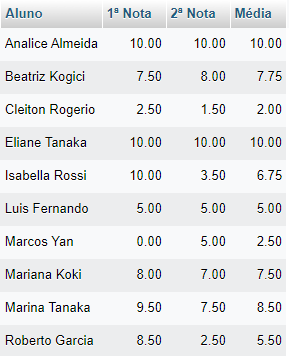 Aluno 1ª Nota 2ª Nota Média
Analice Almeida 10.00 10.00 10.00
Beatriz Kogici 7.50 8.00 7.75
Cleiton Rogerio 2.50 1.50 2.00
Eliane Tanaka 10.00 10.00 10.00
Isabella Rossi 10.00 3.50 6.75
Luis Fernando 5.00 5.00 5.00
Marcos Yan 0.00 5.00 2.50
Mariana Koki 8.00 7.00 7.50
Marina Tanaka 9.50 7.50 8.50
Roberto Garcia 8.50 2.50 5.50